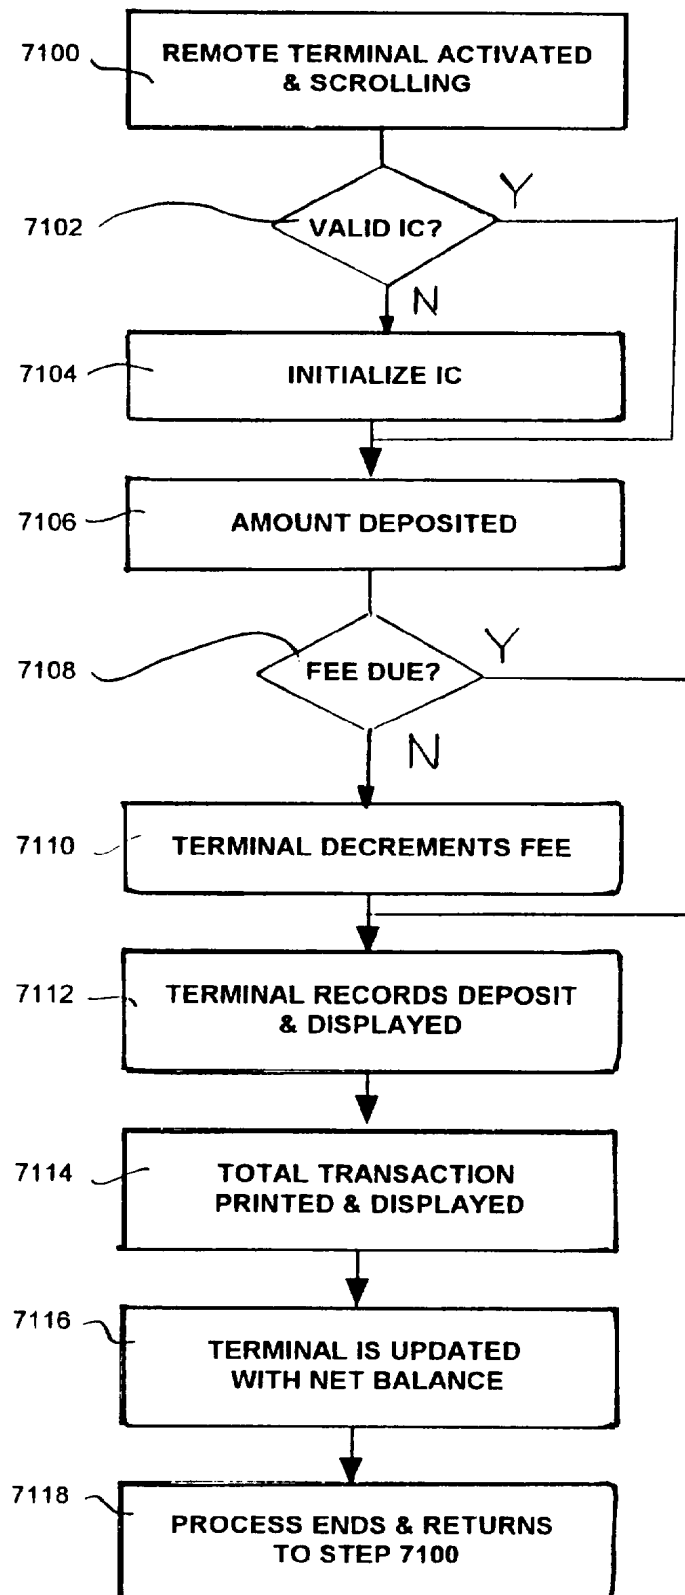 7100
REMOTE TERMINAL ACTIVATED
& SCROLLING
7102
VALID IC?
Y
N
7104
INITIALIZE IC
7106
AMOUNT DEPOSITED
7108
FEE DUE?
Y
N
7110
TERMINAL DECREMENTS FEE
7112
TERMINAL RECORDS DEPOSIT
& DISPLAYED
7114
TOTAL TRANSACTION
PRINTED & DISPLAYED
7116
TERMINAL IS UPDATED
WITH NET BALANCE
7118
PROCESS ENDS & RETURNS
TO STEP 7100